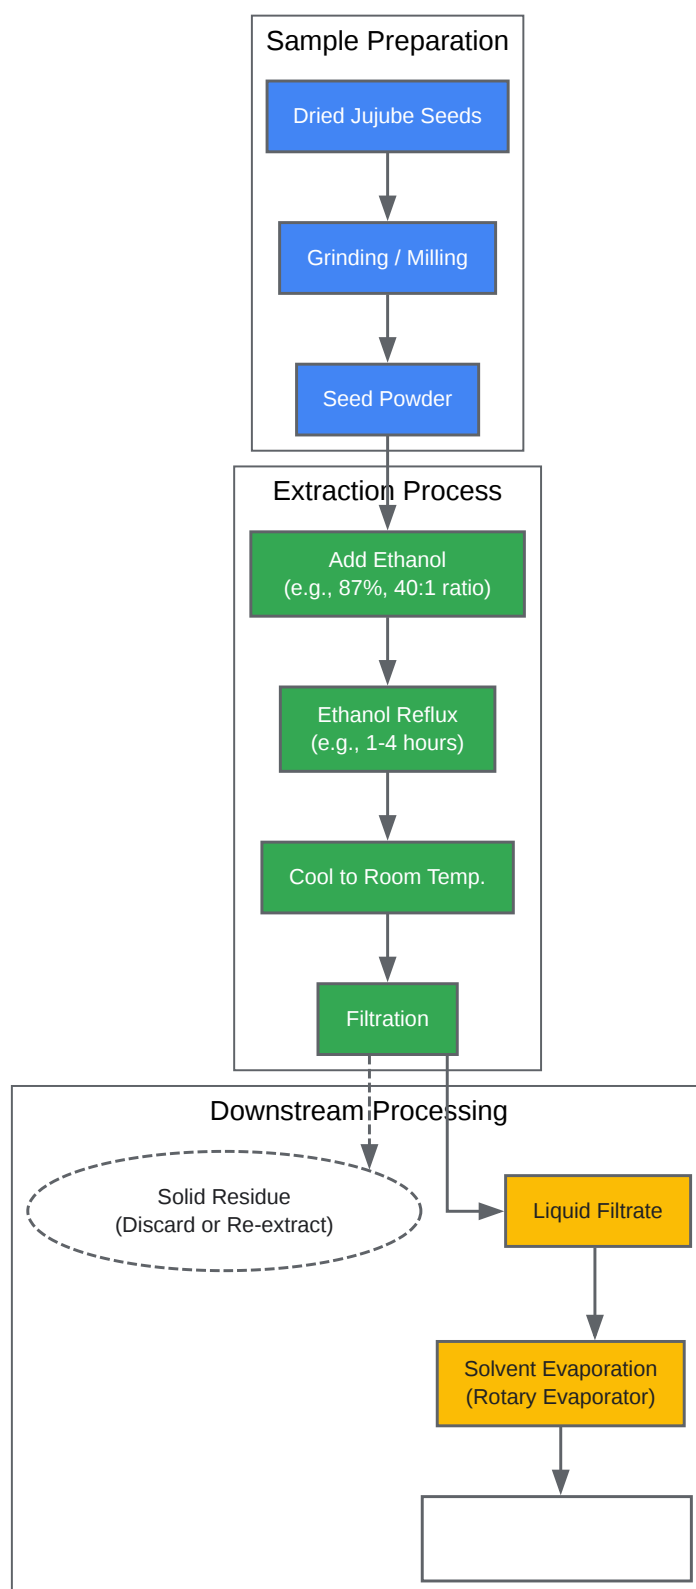 Sample Preparation
Dried Jujube Seeds
Grinding / Milling
Seed Powder
Extraction Process
Add Ethanol
(e.g., 87%, 40:1 ratio)
Ethanol Reflux
(e.g., 1-4 hours)
Cool to Room Temp.
Filtration
Downstream Processing
Solid Residue
(Discard or Re-extract)
Liquid Filtrate
Solvent Evaporation
(Rotary Evaporator)